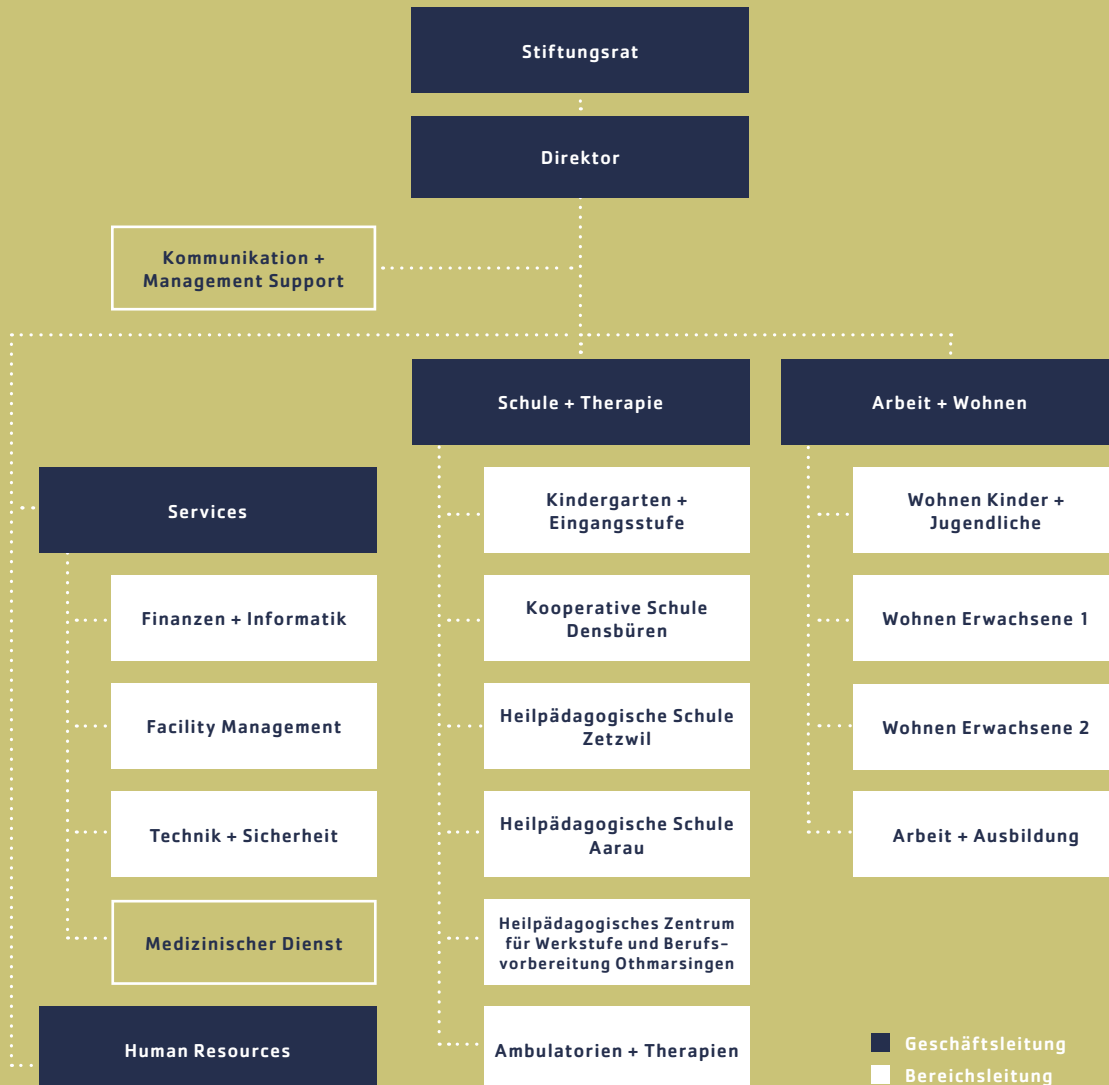 Stiftungsrat
Direktor
Kommunikation +
Management Support
Schule + Therapie
Arbeit + Wohnen
Services
Finanzen + Informatik
Facility Management
Technik + Sicherheit
Medizinischer Dienst
Human Resources
Kindergarten +
Eingangsstufe
Kooperative Schule
Densbüren
Heilpädagogische Schule
Zetzwil
Heilpädagogische Schule
Aarau
Heilpädagogisches Zentrum
für Werkstufe und Berufs-
vorbereitung Othmarsingen
Ambulatorien + Therapien
Wohnen Kinder +
Jugendliche
Wohnen Erwachsene 1
Wohnen Erwachsene 2
Arbeit + Ausbildung
Geschäftsleitung
Bereichsleitung